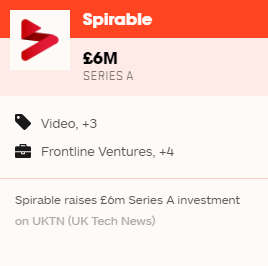 Spirable
£6M
SERIES A
Video, +3
Frontline Ventures, +4
Spirable raises £6m Series A investment
on UKTN (UK Tech News)